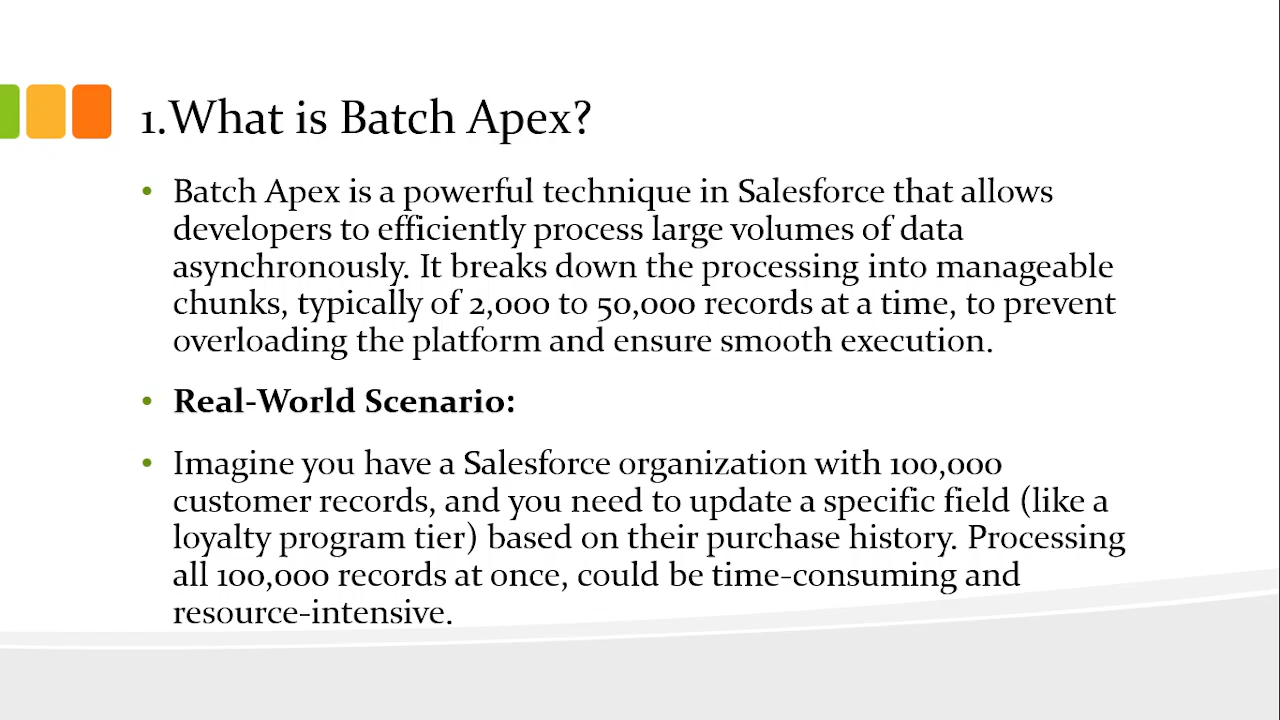 1.What is Batch Apex?
• Batch Apex is a powerful technique in Salesforce that allows
developers to efficiently process large volumes of data
asynchronously. It breaks down the processing into manageable
chunks, typically of 2,000 to 50,000 records at a time, to prevent
overloading the platform and ensure smooth execution.
• Real-World Scenario:
• Imagine you have a Salesforce organization with 100,000
customer records, and you need to update a specific field (like a
loyalty program tier) based on their purchase history. Processing
all 100,000 records at once, could be time-consuming and
resource-intensive.